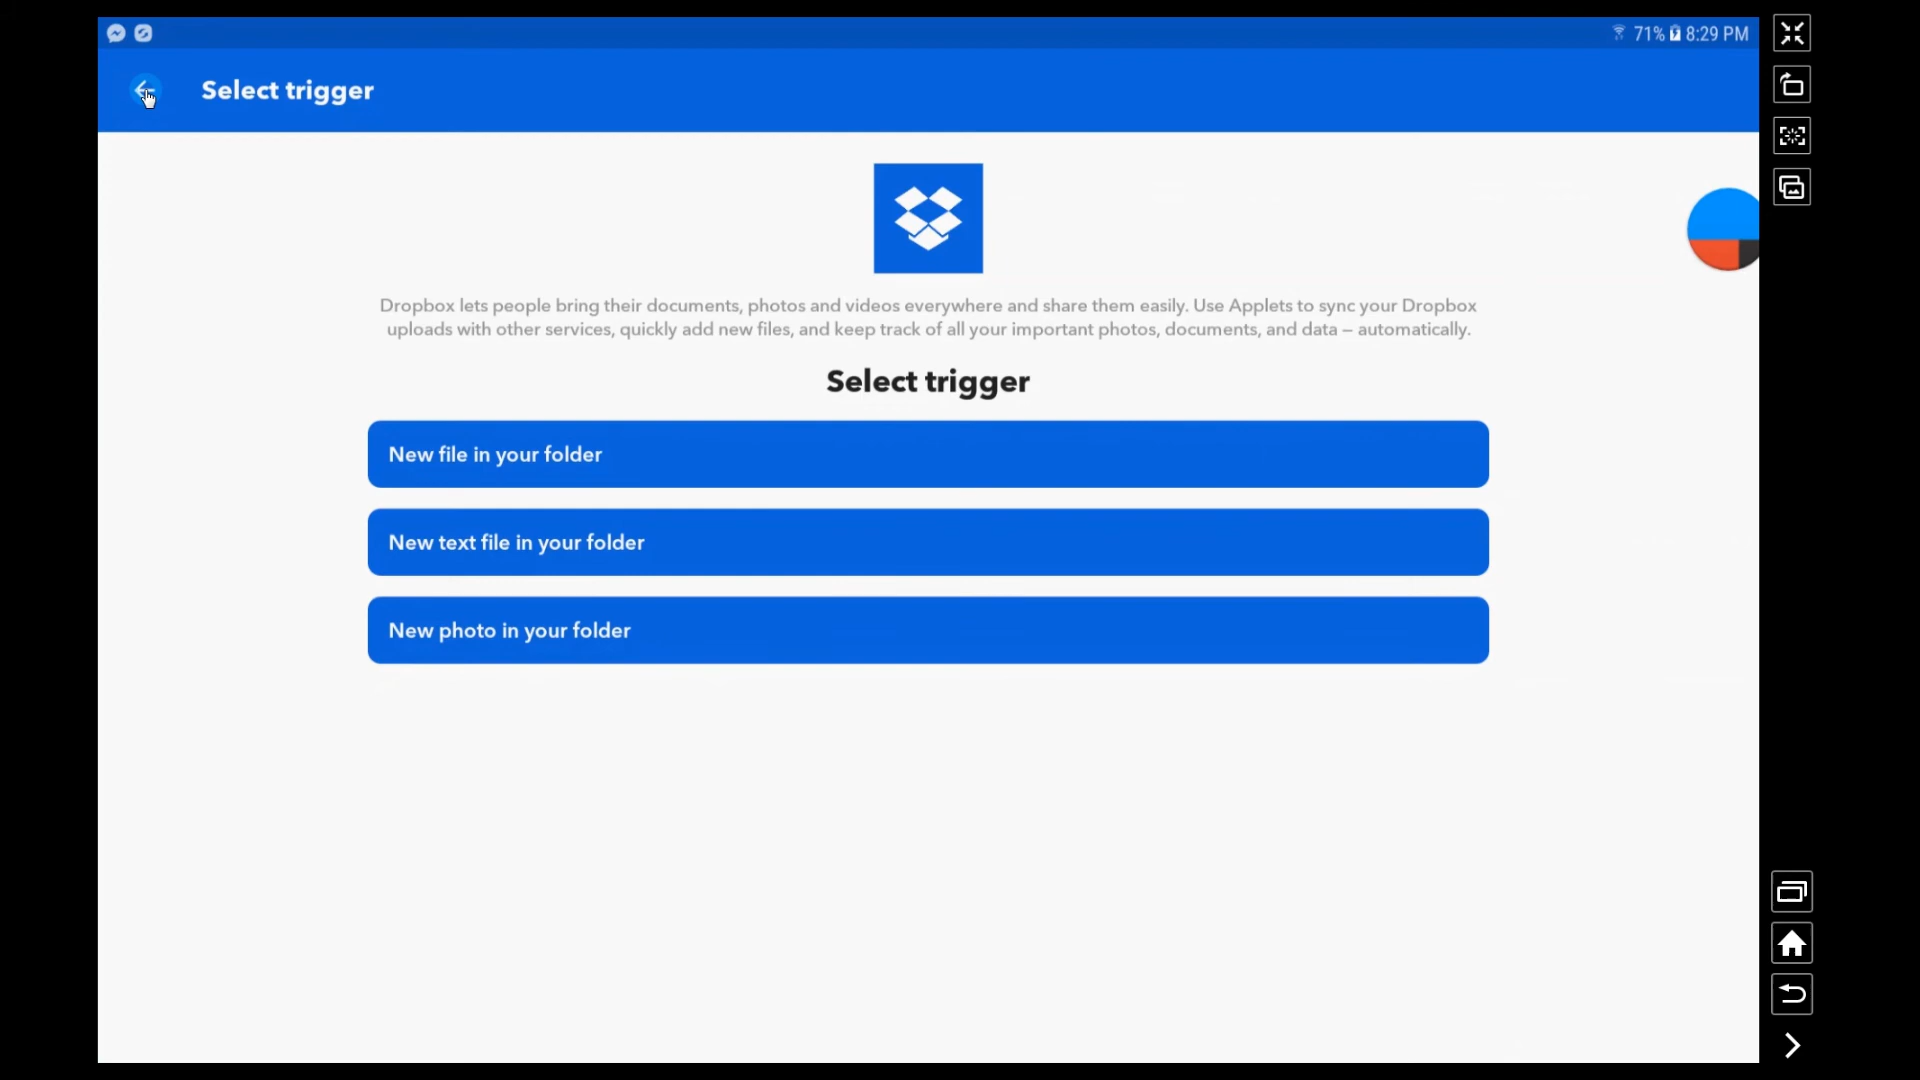 71% 8:29 PM
Select trigger
Dropbox lets people bring their documents, photos and videos everywhere and share them easily. Use Applets to sync your Dropbox
uploads with other services, quickly add new files, and keep track of all your important photos, documents, and data – automatically.
Select trigger
New file in your folder
New text file in your folder
New photo in your folder